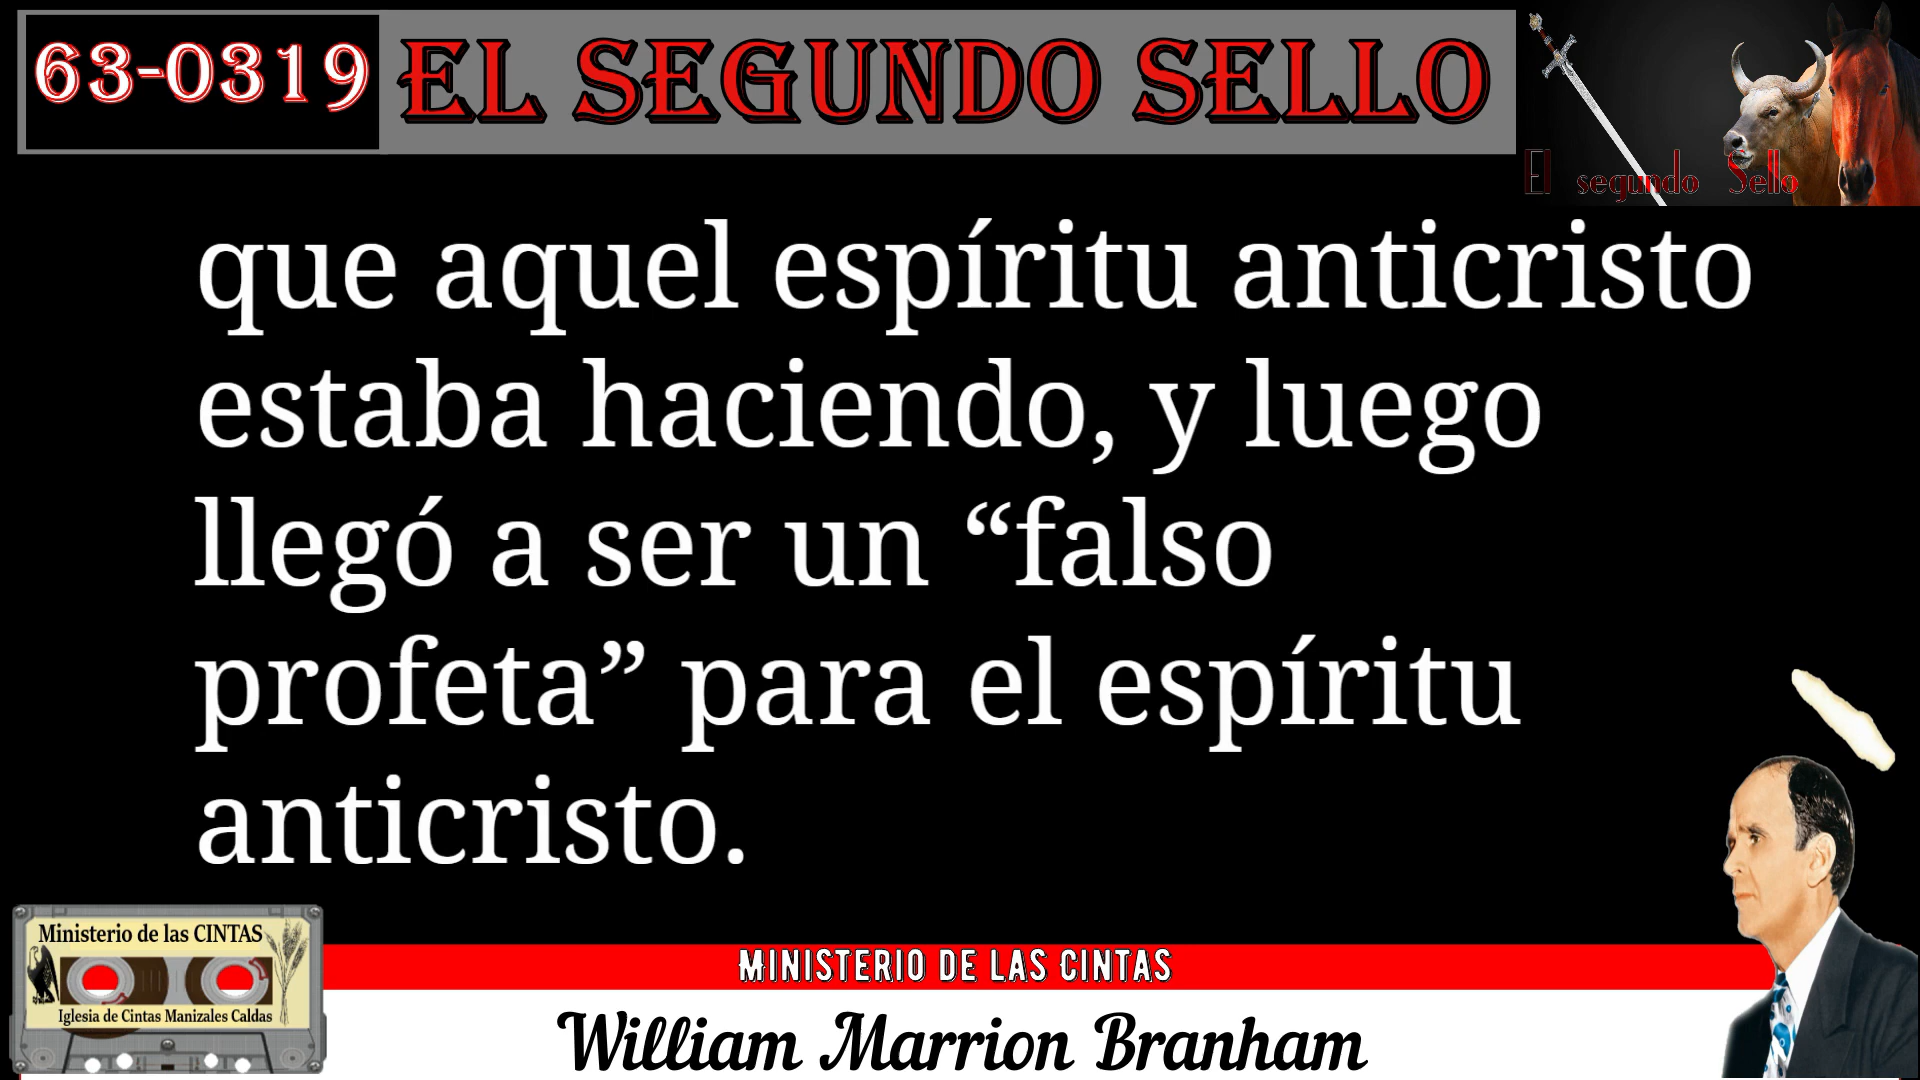 63-0319
EL SEGUNDO SELLO
El segundo Sello
que aquel espíritu anticristo
estaba haciendo, y luego
llegó a ser un “falso
profeta” para el espíritu
anticristo.
Ministerio de las CINTAS
Iglesia de Cintas Manizales Caldas
MINISTERIO DE LAS CINTAS
William Marrion Branham